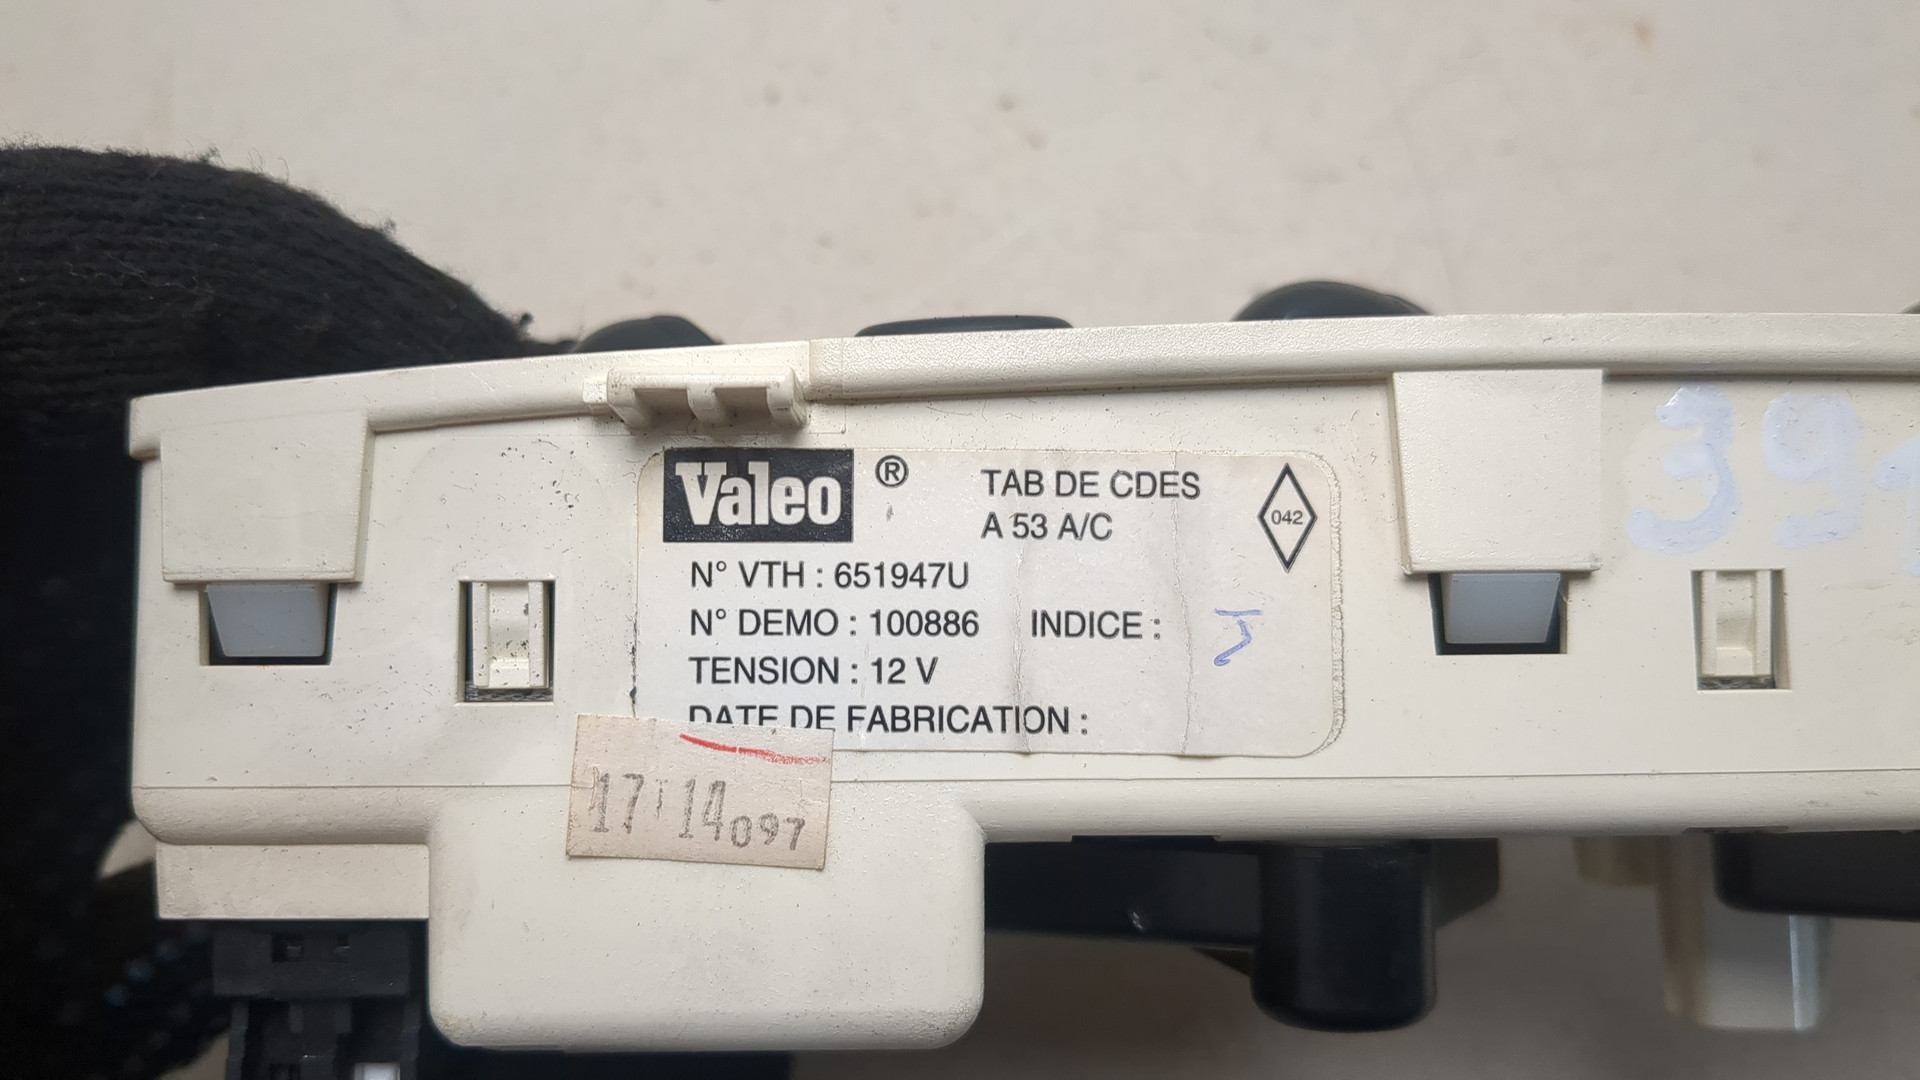 Valeo ® TAB DE CDES
A 53 A/C
042
N° VTH : 651947U
N° DEMO : 100886 INDICE :
TENSION : 12 V
DATE DE FABRICATION :
17 14 097
39